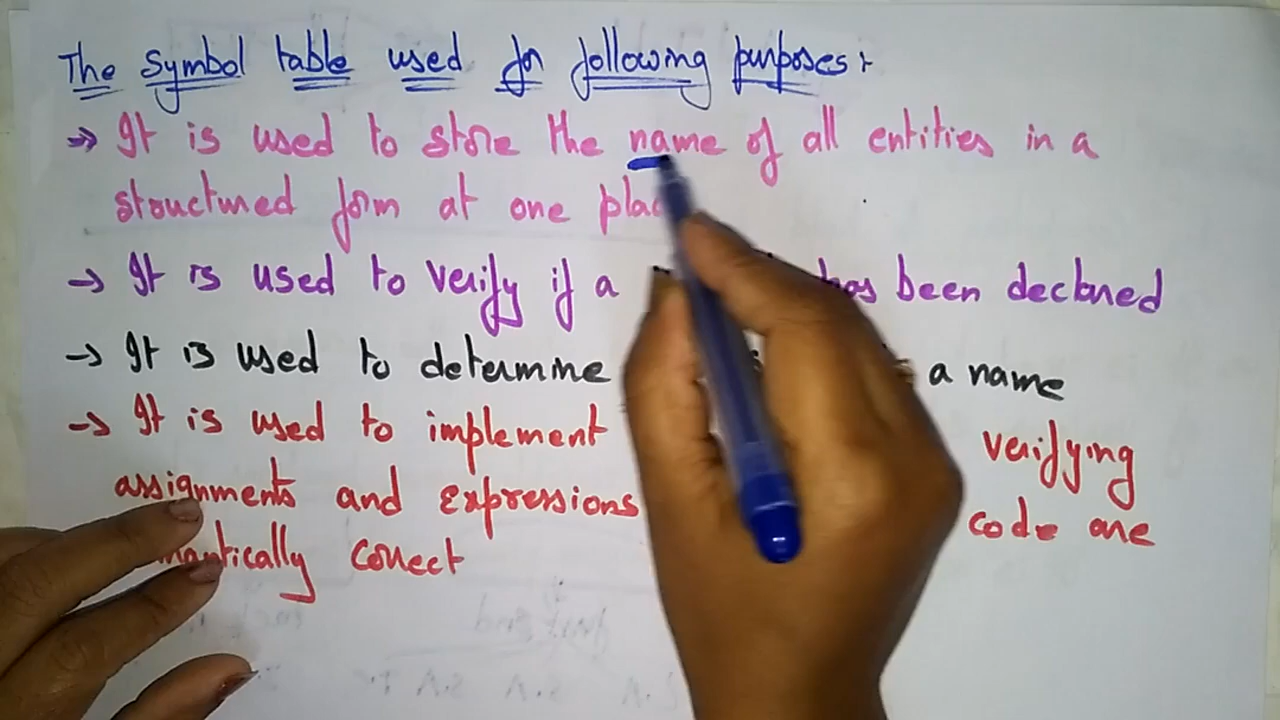 The symbol table used for following purposes:
→ It is used to store the name of all entities in a
structured form at one
→ It is used to verify if a has been declared
→ It is used to determine a name
→ It is used to implement verifying
assignments and expressions code are
correct